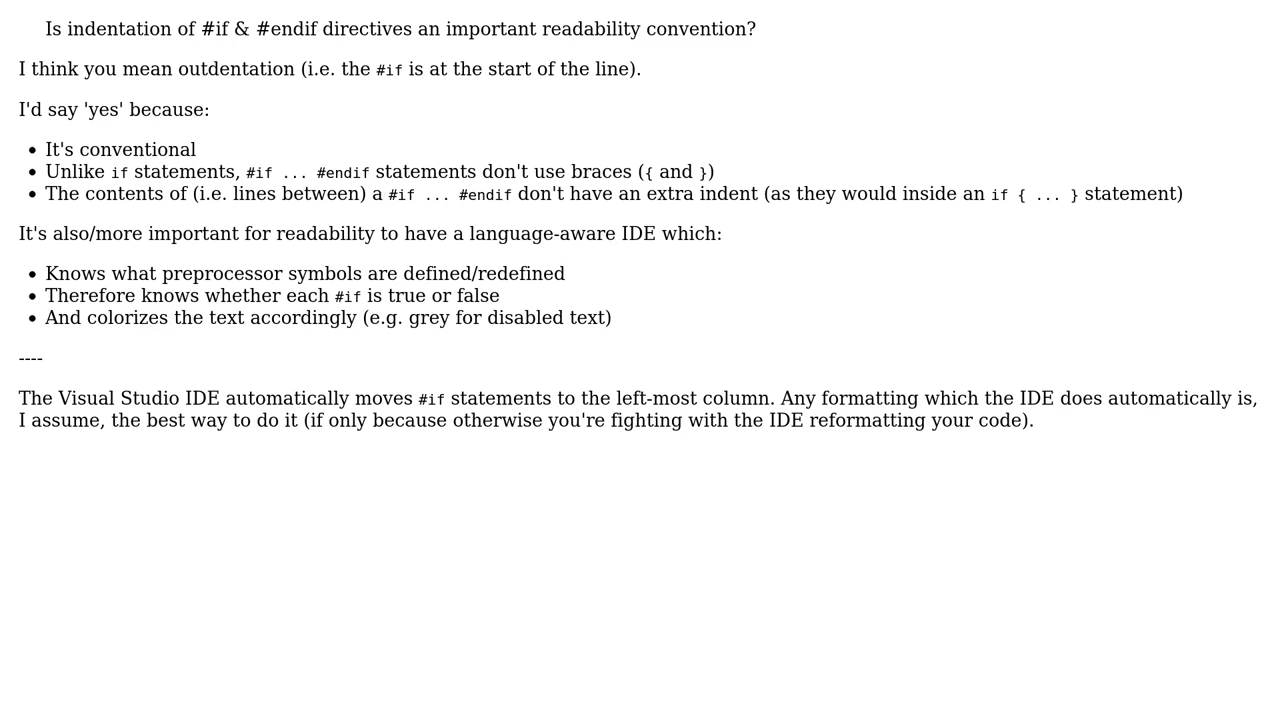 Is indentation of #if & #endif directives an important readability convention?
I think you mean outdentation (i.e. the #if is at the start of the line).
I'd say 'yes' because:
• It's conventional
• Unlike if statements, #if ... #endif statements don't use braces ({ and })
• The contents of (i.e. lines between) a #if ... #endif don't have an extra indent (as they would inside an if { ... } statement)
It's also/more important for readability to have a language-aware IDE which:
• Knows what preprocessor symbols are defined/redefined
• Therefore knows whether each #if is true or false
• And colorizes the text accordingly (e.g. grey for disabled text)
----
The Visual Studio IDE automatically moves #if statements to the left-most column. Any formatting which the IDE does automatically is,
I assume, the best way to do it (if only because otherwise you're fighting with the IDE reformatting your code).